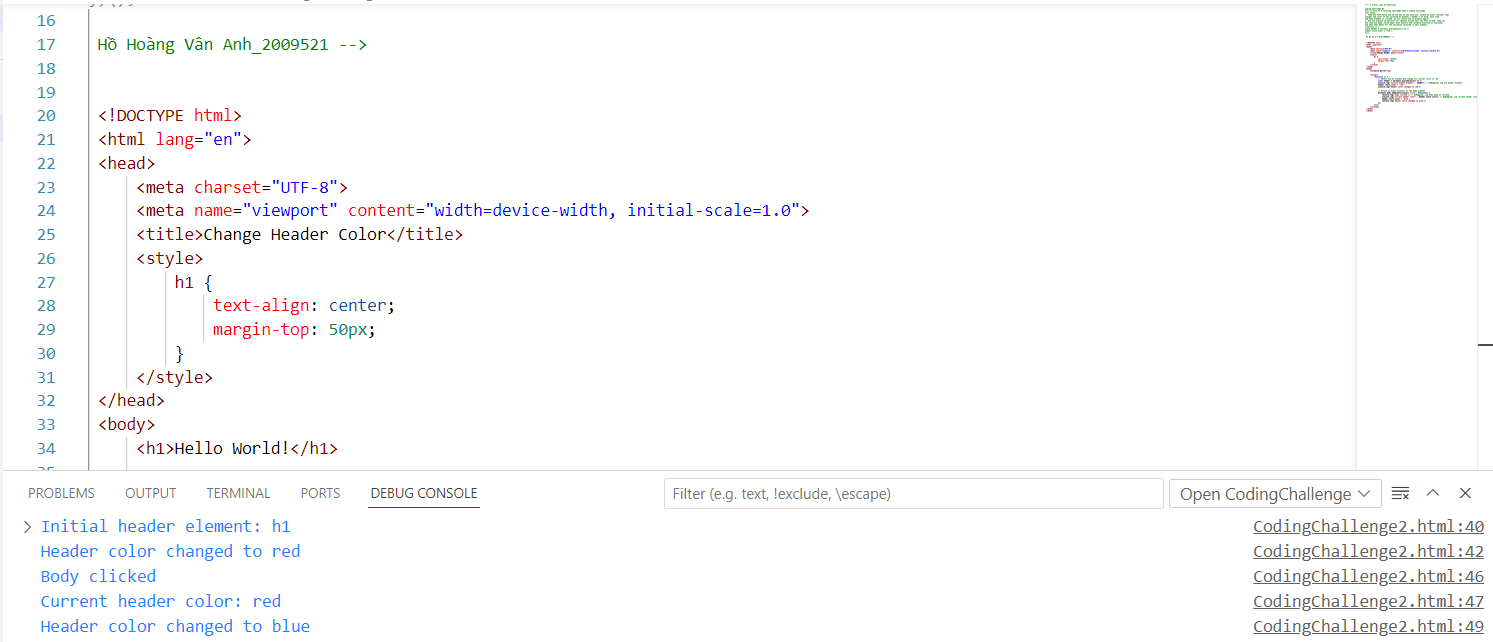 16
17 Hồ Hoàng Vân Anh_2009521 -->
18
19
20 <!DOCTYPE html>
21 <html lang="en">
22 <head>
23 <meta charset="UTF-8">
24 <meta name="viewport" content="width=device-width, initial-scale=1.0">
25 <title>Change Header Color</title>
26 <style>
27 h1 {
28 text-align: center;
29 margin-top: 50px;
30 }
31 </style>
32 </head>
33 <body>
34 <h1>Hello World!</h1>
PROBLEMS OUTPUT TERMINAL PORTS DEBUG CONSOLE Filter (e.g. text, !exclude, \escape) Open CodingChallenge
Initial header element: h1 CodingChallenge2.html:40
Header color changed to red CodingChallenge2.html:42
Body clicked CodingChallenge2.html:46
Current header color: red CodingChallenge2.html:47
Header color changed to blue CodingChallenge2.html:49